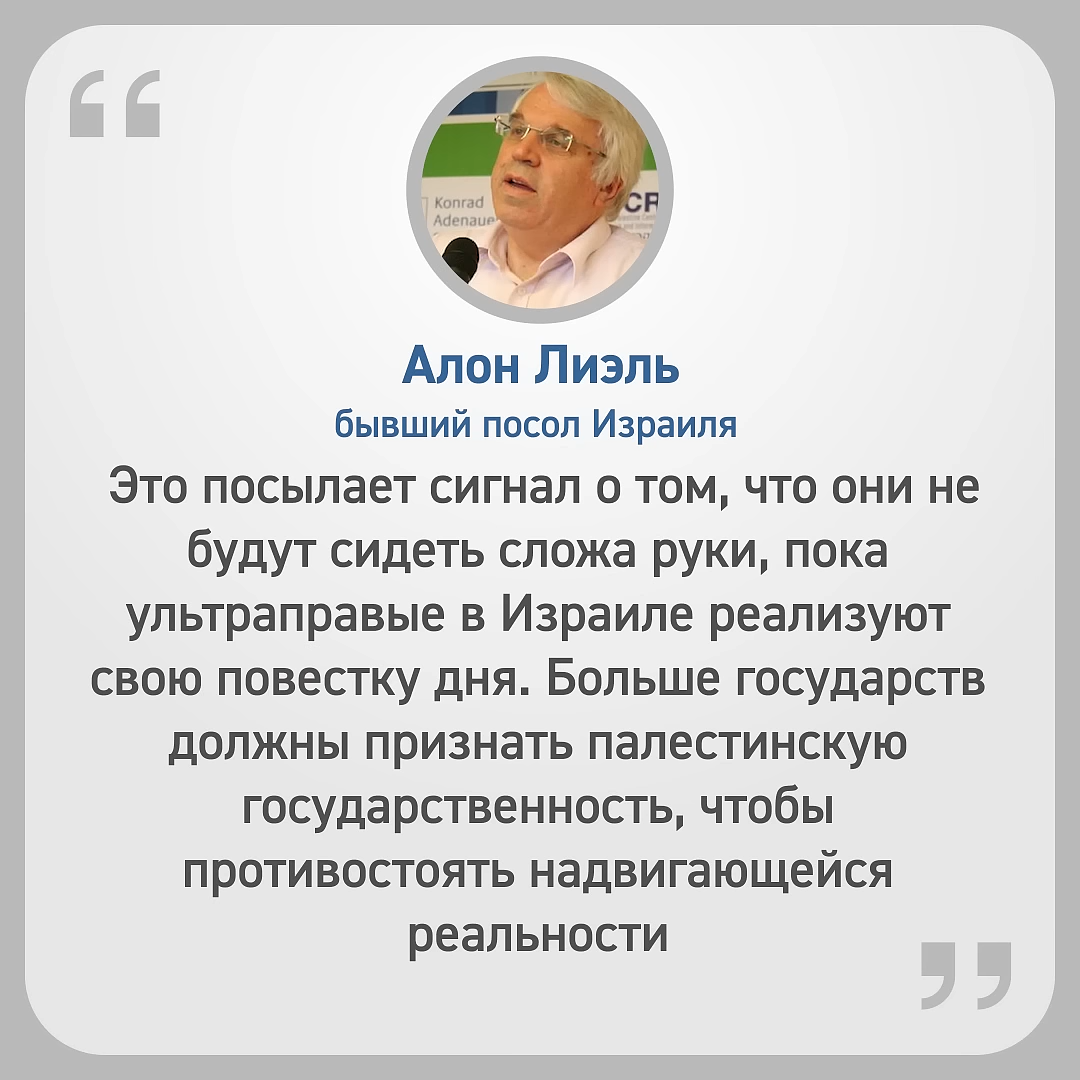 Konrad
Adenaue
CR
Алон Лиэль
бывший посол Израиля
Это посылает сигнал о том, что они не
будут сидеть сложа руки, пока
ультраправые в Израиле реализуют
свою повестку дня. Больше государств
должны признать палестинскую
государственность, чтобы
противостоять надвигающейся
реальности